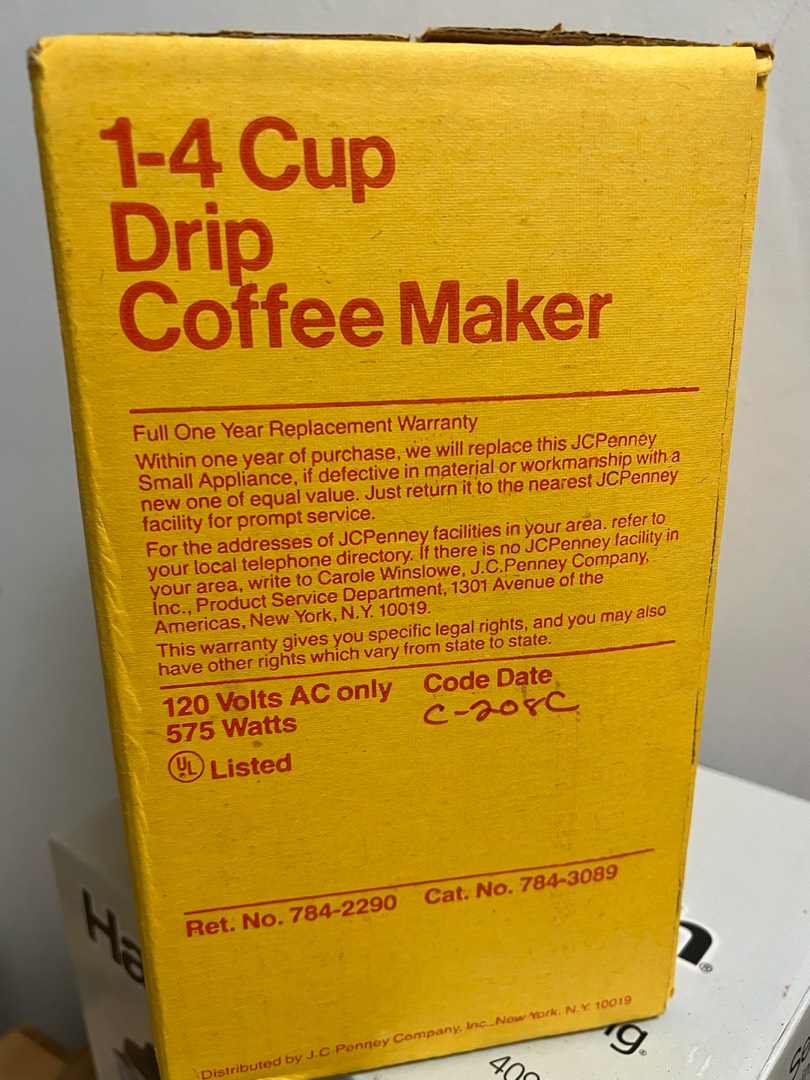 1-4 Cup
Drip
Coffee Maker
Full One Year Replacement Warranty
Within one year of purchase, we will replace this JCPenney
Small Appliance, if defective in material or workmanship with a
new one of equal value. Just return it to the nearest JCPenney
facility for prompt service.
For the addresses of JCPenney facilities in your area. refer to
your local telephone directory. If there is no JCPenney facility in
your area, write to Carole Winslowe, J.C.Penney Company,
Inc., Product Service Department, 1301 Avenue of the
Americas, New York, N.Y. 10019.
This warranty gives you specific legal rights, and you may also
have other rights which vary from state to state.
120 Volts AC only
575 Watts
UL Listed
Code Date
C-208C
Ret. No. 784-2290 Cat. No. 784-3089
Distributed by J.C.Penney Company, Inc., New York, N.Y. 10019
Ha
n®
g.
409